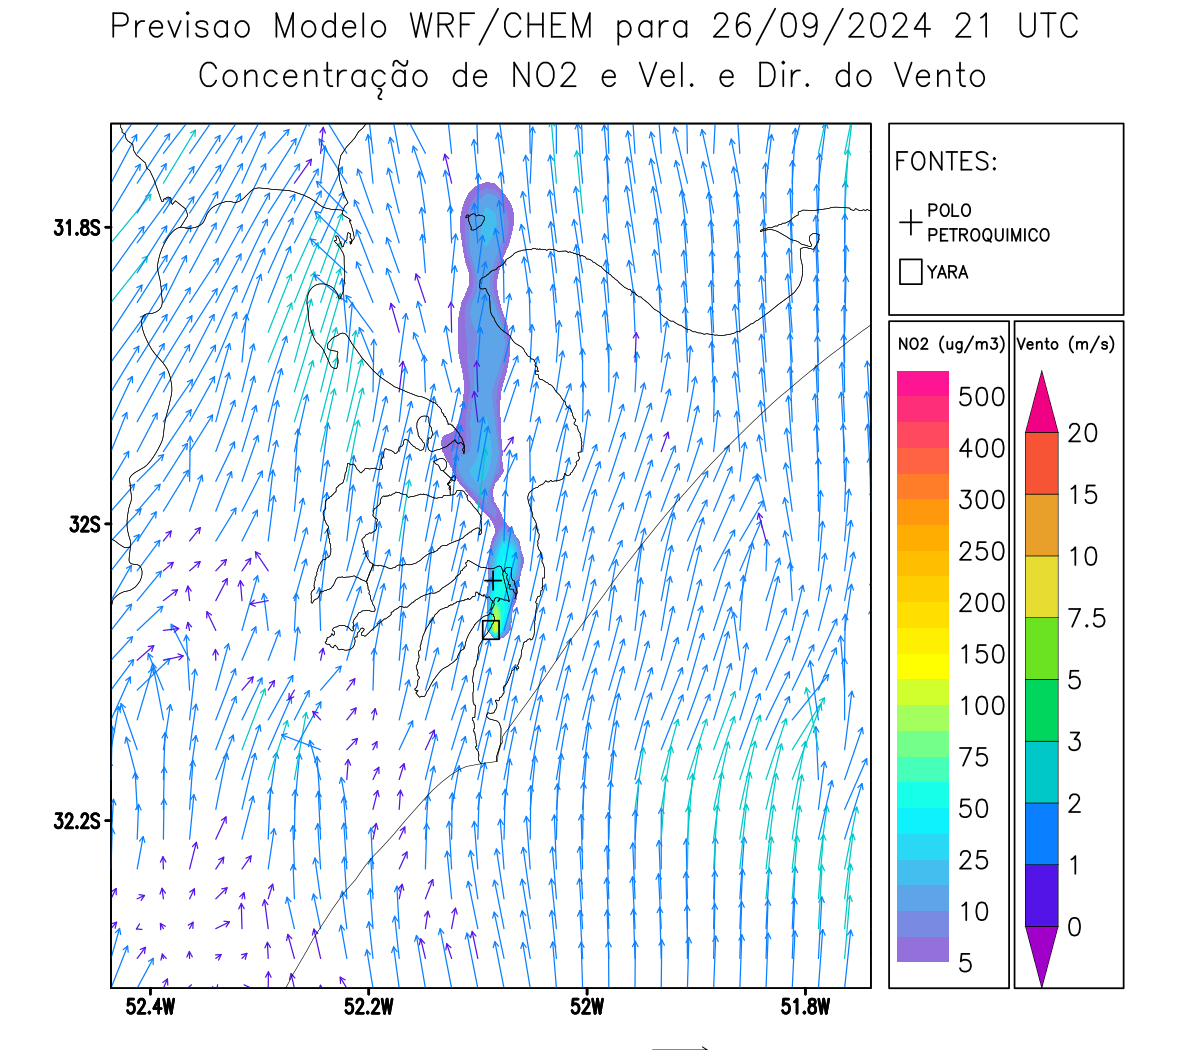 Previsao Modelo WRF/CHEM para 26/09/2024 21 UTC
Concentração de NO2 e Vel. e Dir. do Vento
FONTES:
POLO
PETROQUIMICO
YARA
31.8S
32S
32.2S
52.4W
52.2W
52W
51.8W
NO2 (ug/m3)
500
400
300
250
200
150
100
75
50
25
10
5
Vento (m/s)
20
15
10
7.5
5
3
2
1
0